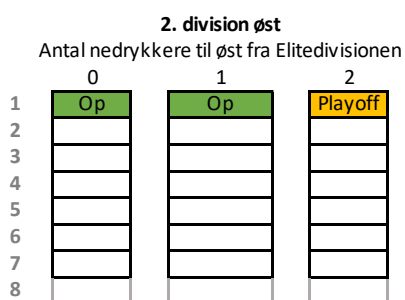 2. division øst
Antal nedrykkere til øst fra Elitedivisionen
0 1 2
1 Op Op Playoff
2
3
4
5
6
7
8